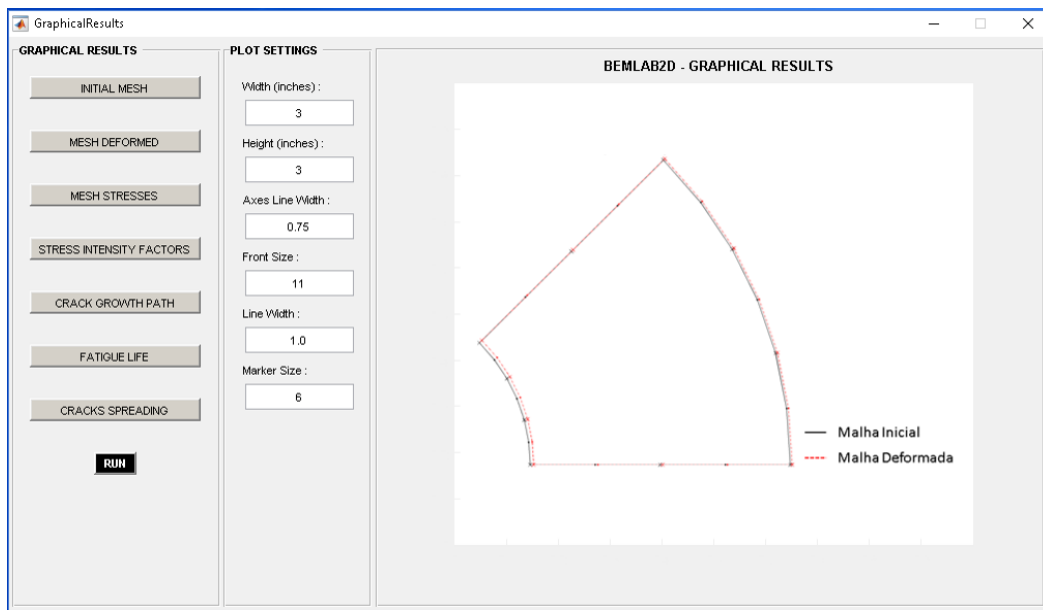 GraphicalResults
GRAPHICAL RESULTS
INITIAL MESH
MESH DEFORMED
MESH STRESSES
STRESS INTENSITY FACTORS
CRACK GROWTH PATH
FATIGUE LIFE
CRACKS SPREADING
RUN
PLOT SETTINGS
Width (inches) :
3
Height (inches) :
3
Axes Line Width :
0.75
Front Size :
11
Line Width :
1.0
Marker Size :
6
BEMLAB2D - GRAPHICAL RESULTS
Malha Inicial
Malha Deformada